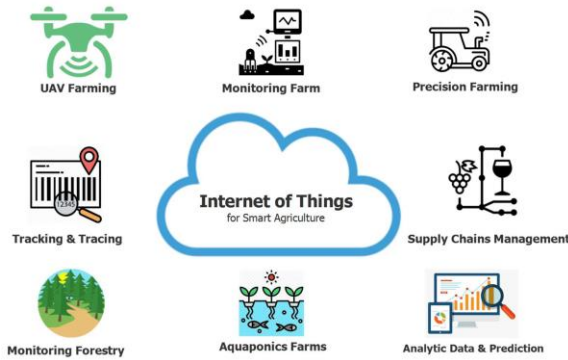 UAV Farming
Monitoring Farm
Precision Farming
Internet of Things
for Smart Agriculture
12345
Tracking & Tracing
Supply Chains Management
Monitoring Forestry
Aquaponics Farms
Analytic Data & Prediction